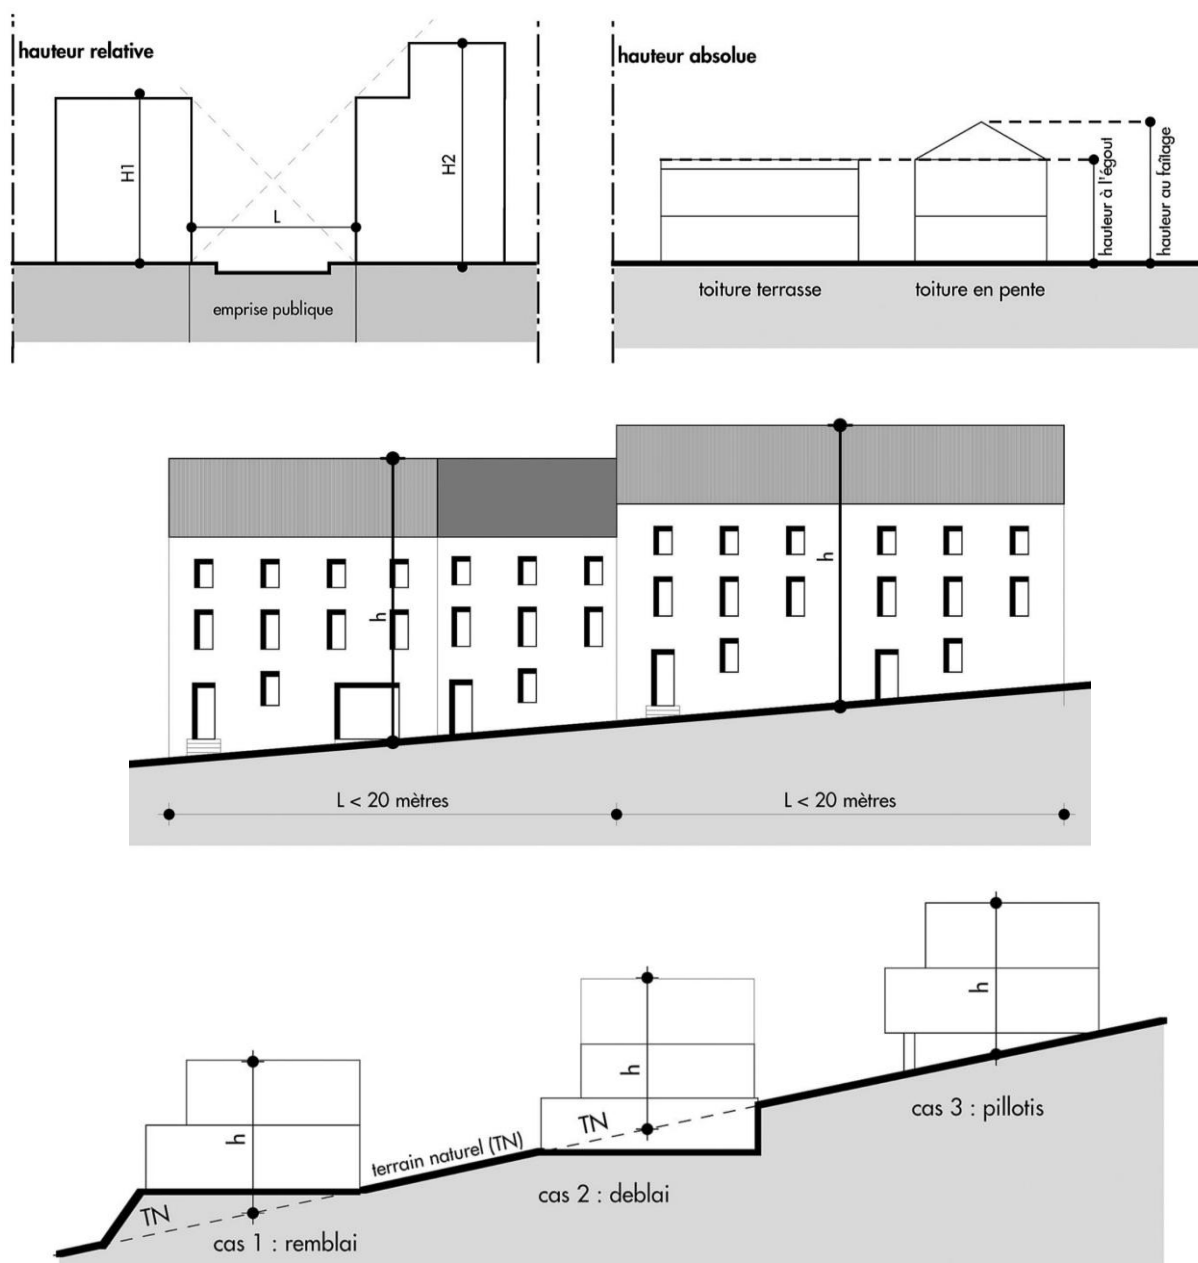 hauteur relative
H1
L
H2
emprise publique
hauteur absolue
hauteur à l'égout
hauteur au faîtage
toiture terrasse
toiture en pente
h
h
L < 20 mètres
L < 20 mètres
h
TN
cas 1 : remblai
terrain naturel (TN)
h
TN
cas 2 : deblai
h
cas 3 : pillotis